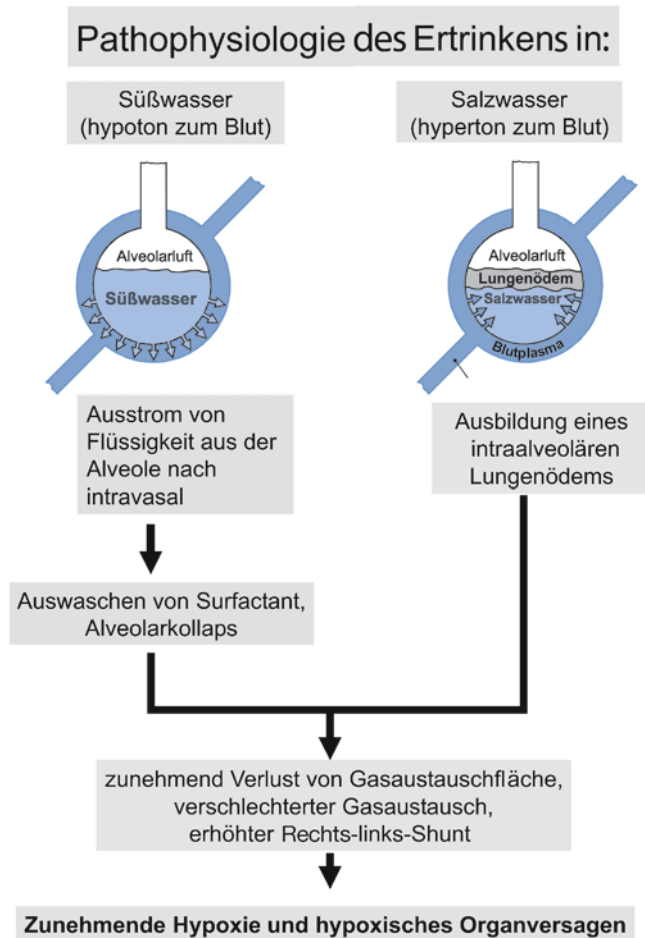 Pathophysiologie des Ertrinkens in:
Süßwasser
(hypoton zum Blut)
Alveolarluft
Süßwasser
Ausstrom von
Flüssigkeit aus der
Alveole nach
intravasal
Auswaschen von Surfactant,
Alveolarkollaps
Salzwasser
(hyperton zum Blut)
Alveolarluft
Lungenödem
Salzwasser
Blutplasma
Ausbildung eines
intraalveolären
Lungenödems
zunehmend Verlust von Gasaustauschfläche,
verschlechterter Gasaustausch,
erhöhter Rechts-links-Shunt
Zunehmende Hypoxie und hypoxisches Organversagen